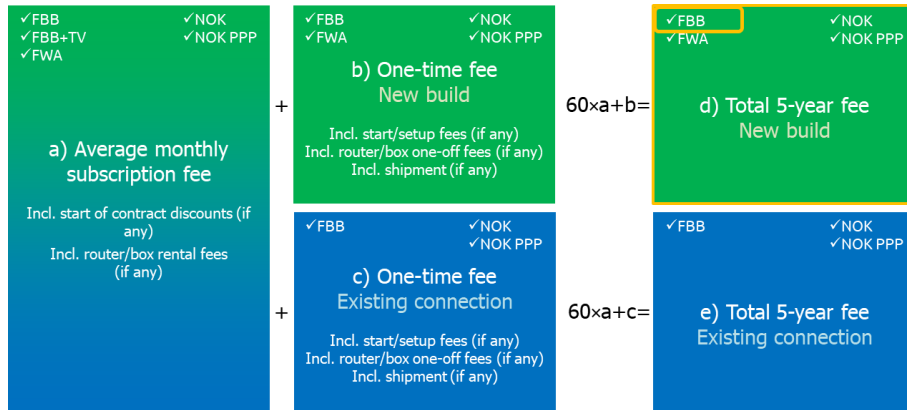 ✓FBB ✓NOK
✓FBB+TV ✓NOK PPP
✓FWA
a) Average monthly
subscription fee
Incl. start of contract discounts (if
any)
Incl. router/box rental fees
(if any)
+
✓FBB ✓NOK
✓FWA ✓NOK PPP
b) One-time fee
New build
Incl. start/setup fees (if any)
Incl. router/box one-off fees (if any)
Incl. shipment (if any)
60×a+b=
✓FBB ✓NOK
✓FWA ✓NOK PPP
d) Total 5-year fee
New build
+
✓FBB ✓NOK
✓NOK PPP
c) One-time fee
Existing connection
Incl. start/setup fees (if any)
Incl. router/box one-off fees (if any)
Incl. shipment (if any)
60×a+c=
✓FBB ✓NOK
✓NOK PPP
e) Total 5-year fee
Existing connection